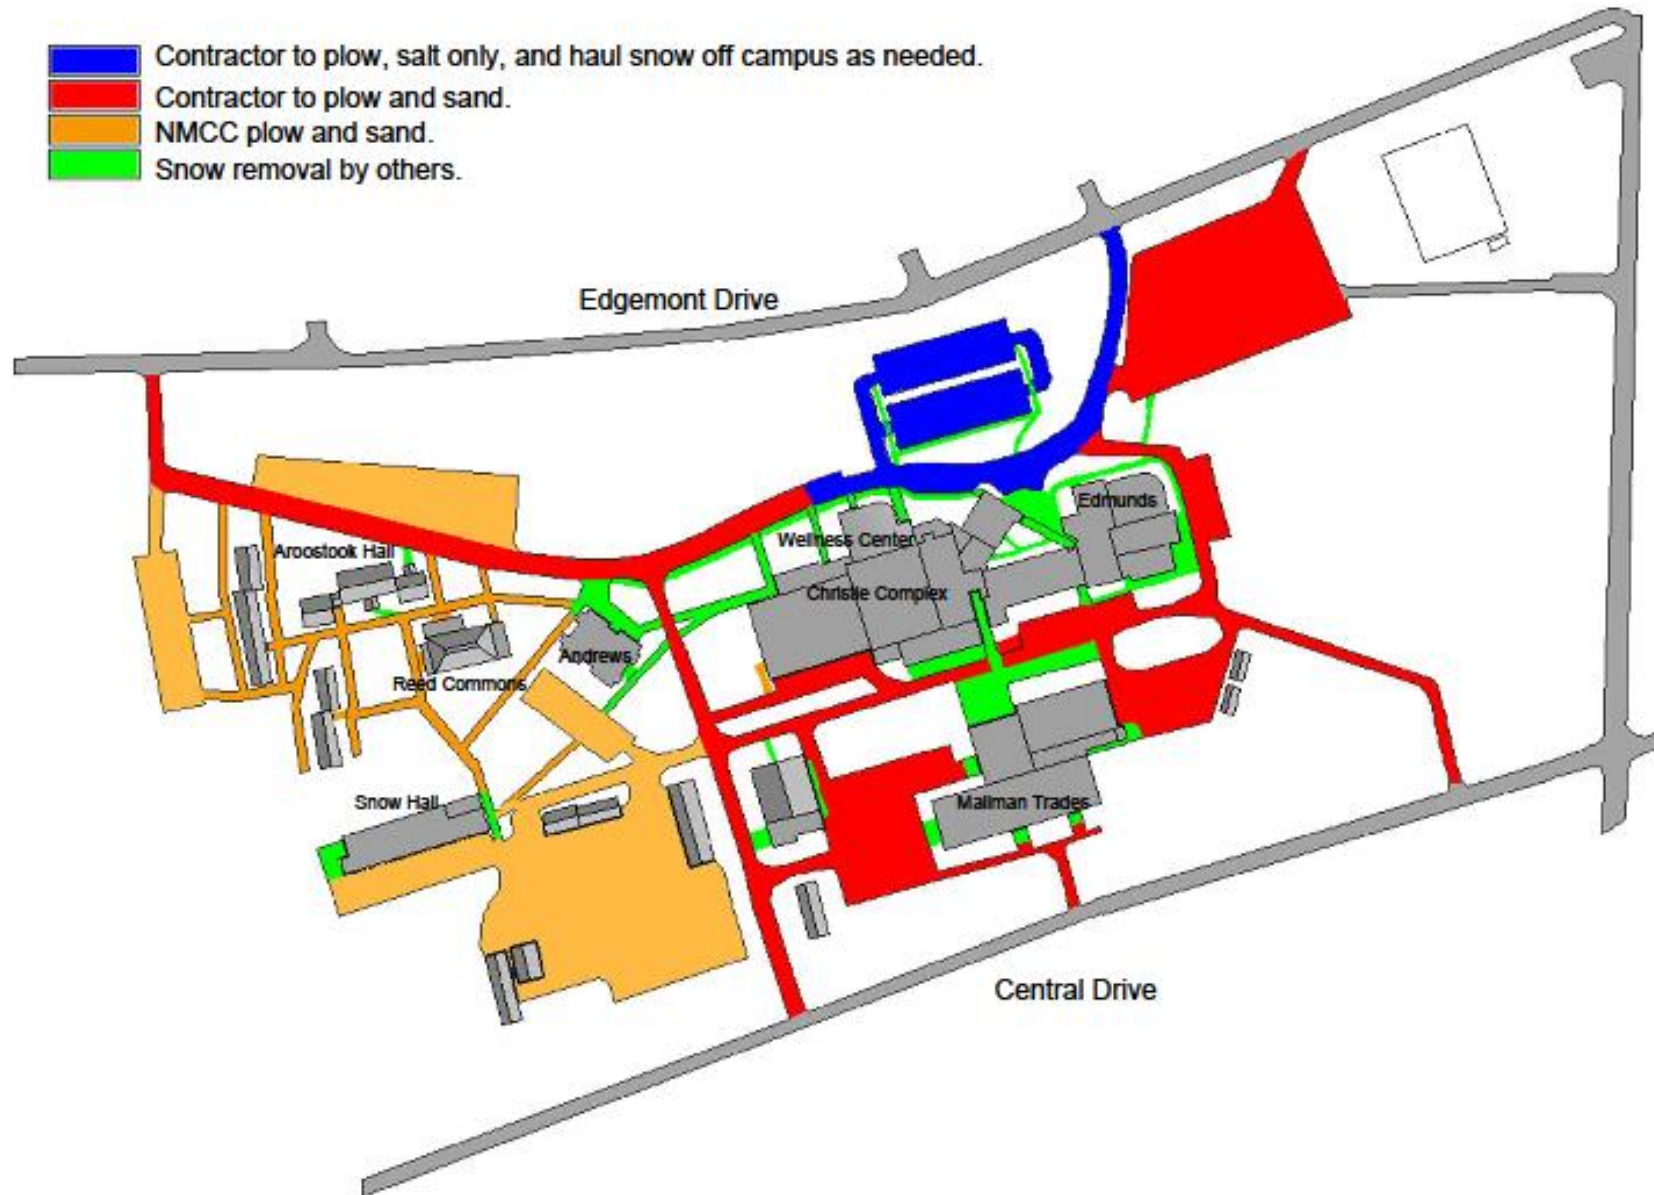 Contractor to plow, salt only, and haul snow off campus as needed.
Contractor to plow and sand.
NMCC plow and sand.
Snow removal by others.
Edgemont Drive
Edmunds
Wellness Center
Aroostook Hall
Christie Complex
Andrews
Reed Commons
Snow Hall
Mailman Trades
Central Drive